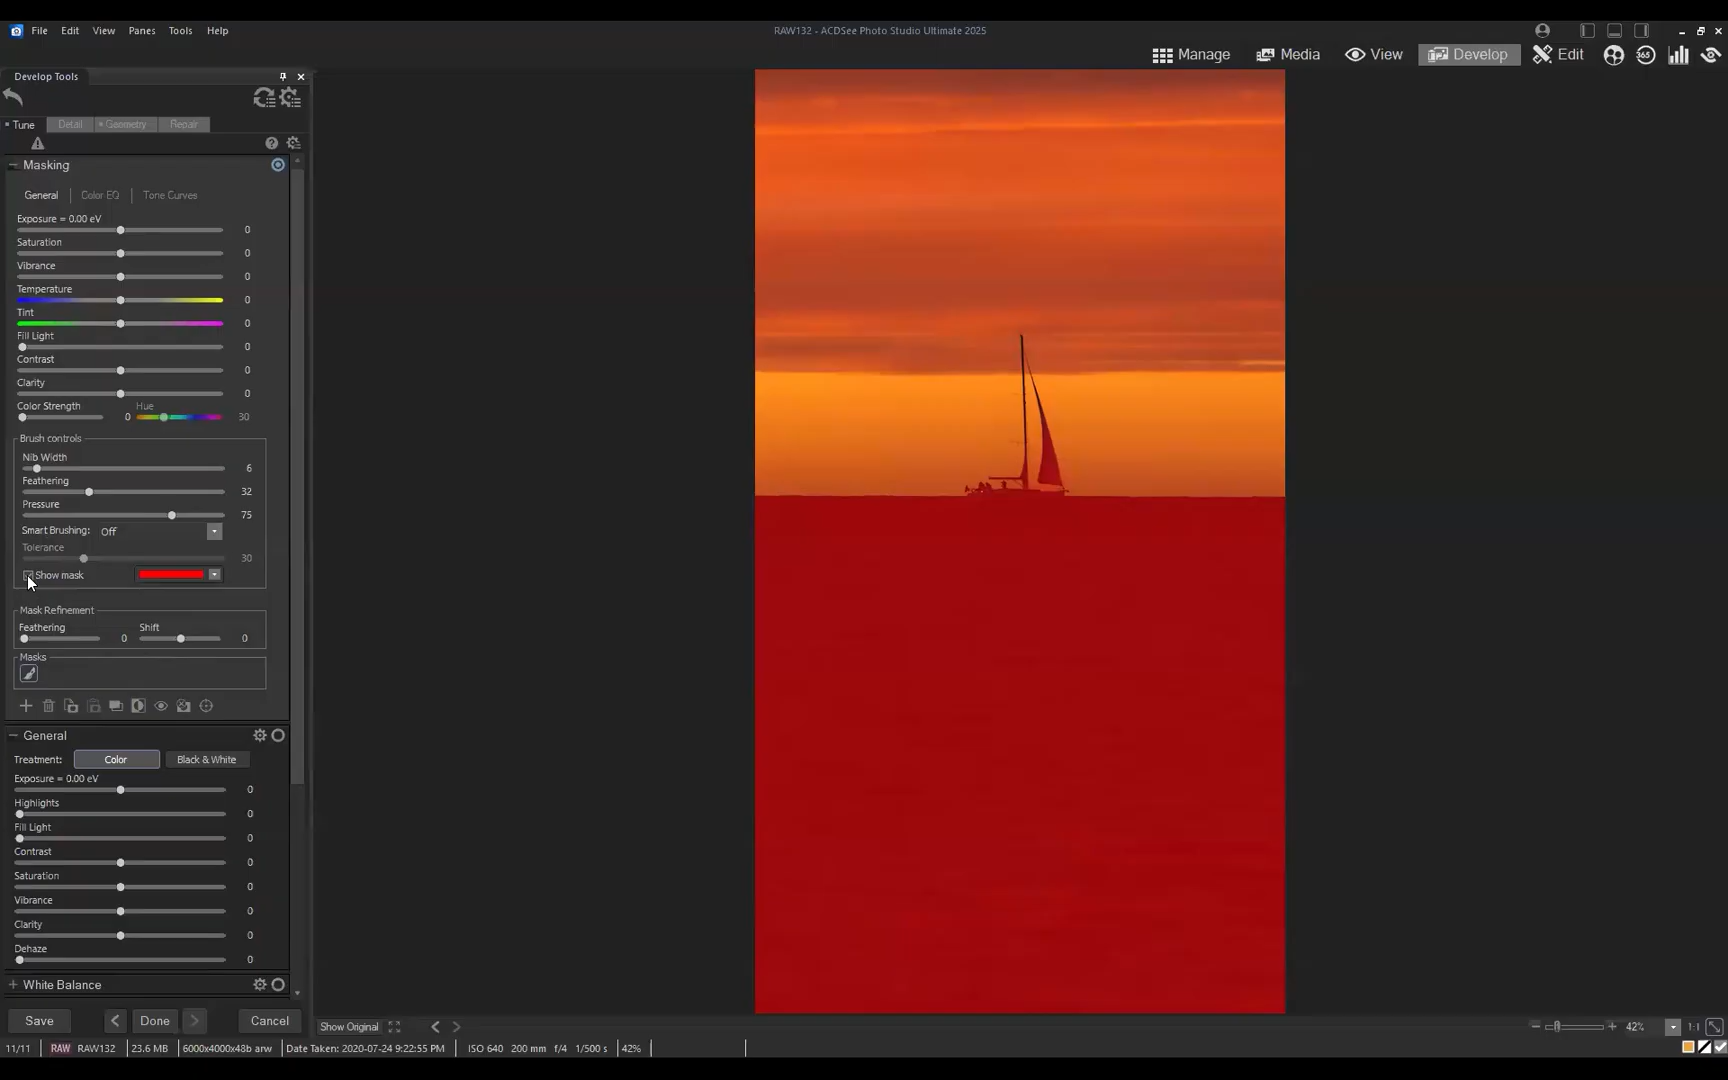 File Edit View Panes Tools Help
RAW132 - ACDSee Photo Studio Ultimate 2025
Manage Media View Develop Edit 365
Develop Tools
Tune Detail Geometry Repair
Masking
General Color EQ Tone Curves
Exposure = 0.00 eV
0
Saturation
0
Vibrance
0
Temperature
0
Tint
0
Fill Light
0
Contrast
0
Clarity
0
Color Strength Hue
0 30
Brush controls
Nib Width
6
Feathering
32
Pressure
75
Smart Brushing: Off
Tolerance
30
Show mask
Mask Refinement
Feathering Shift
0 0
Masks
General
Treatment: Color Black & White
Exposure = 0.00 eV
0
Highlights
0
Fill Light
0
Contrast
0
Saturation
0
Vibrance
0
Clarity
0
Dehaze
0
White Balance
Save Done Cancel
Show Original
42% 1:1
11/11 RAW RAW132 23.6 MB 6000x4000x48b arw Date Taken: 2020-07-24 9:22:55 PM ISO 640 200 mm f/4 1/500 s 42%